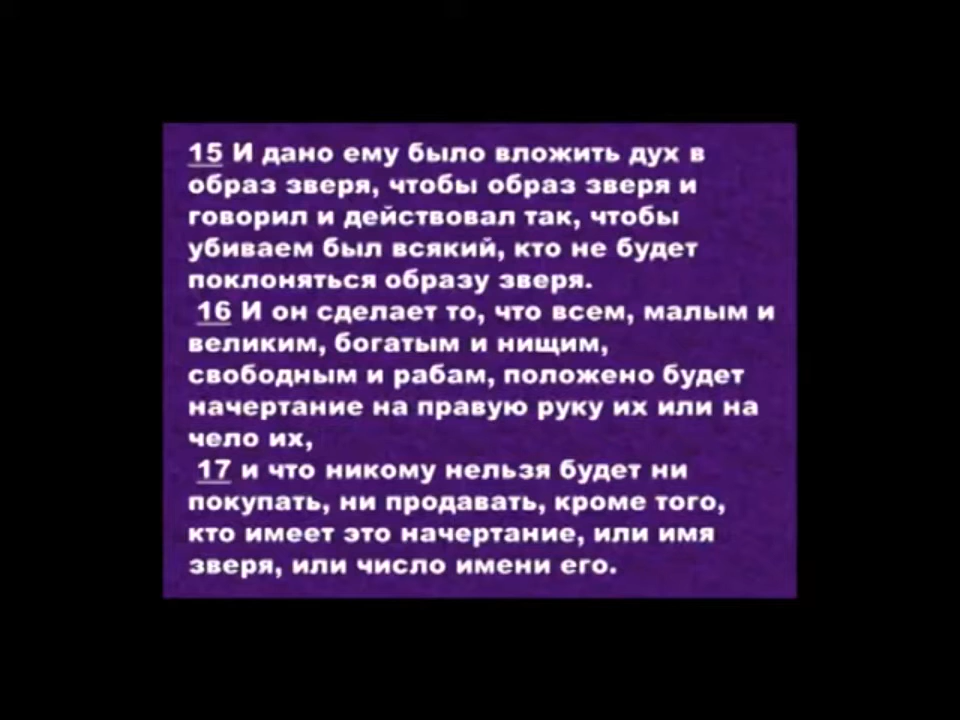 15 И дано ему было вложить дух в
образ зверя, чтобы образ зверя и
говорил и действовал так, чтобы
убиваем был всякий, кто не будет
поклоняться образу зверя.
16 И он сделает то, что всем, малым и
великим, богатым и нищим,
свободным и рабам, положено будет
начертание на правую руку их или на
чело их,
17 и что никому нельзя будет ни
покупать, ни продавать, кроме того,
кто имеет это начертание, или имя
зверя, или число имени его.